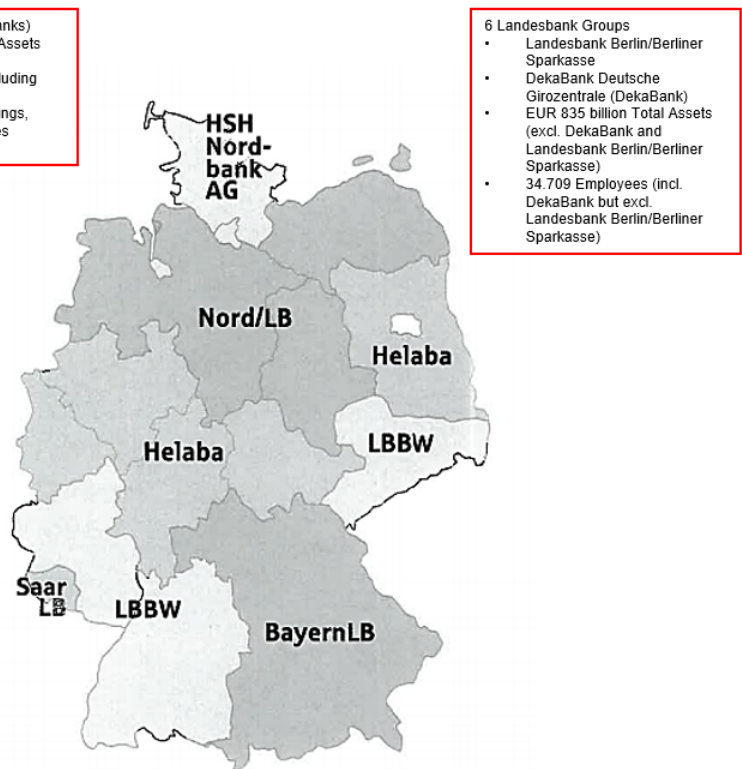 anks)
Assets
luding
ings,
es
6 Landesbank Groups
• Landesbank Berlin/Berliner
Sparkasse
• DekaBank Deutsche
Girozentrale (DekaBank)
• EUR 835 billion Total Assets
(excl. DekaBank and
Landesbank Berlin/Berliner
Sparkasse)
• 34.709 Employees (incl.
DekaBank but excl.
Landesbank Berlin/Berliner
Sparkasse)
HSH
Nord-
bank
AG
Nord/LB
Helaba
Helaba
LBBW
Saar
LB
LBBW
BayernLB